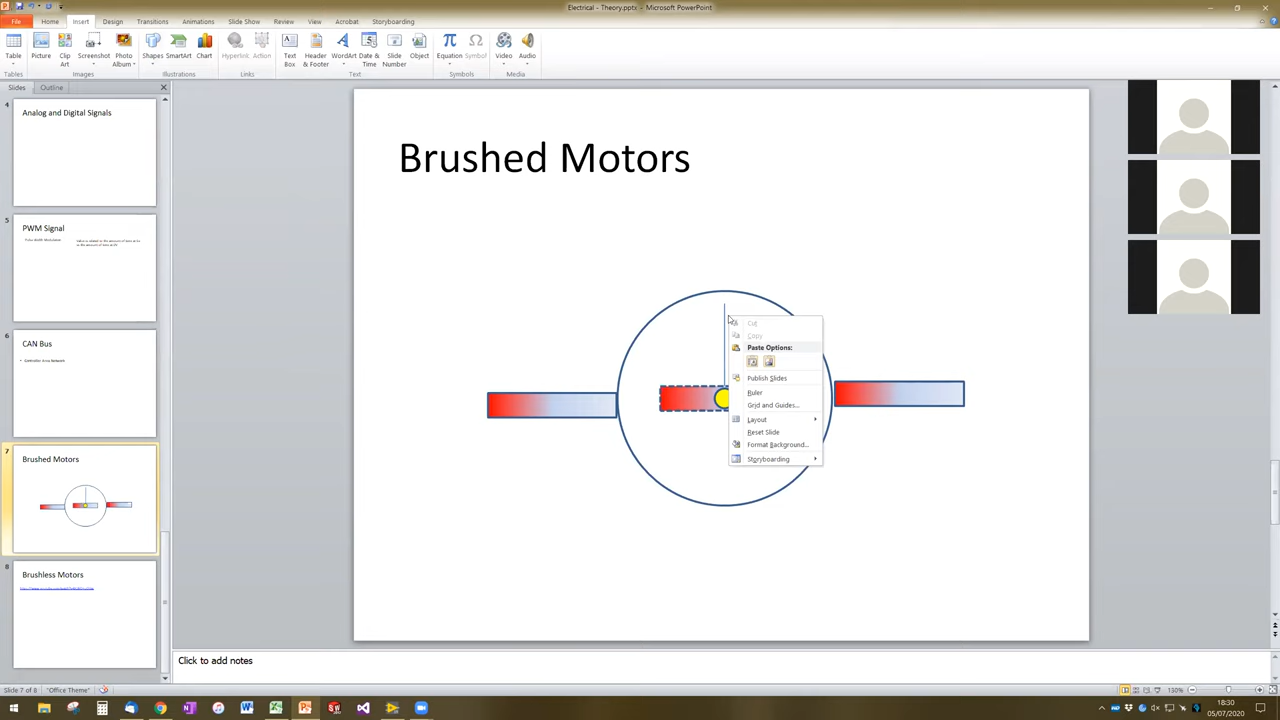 Electrical - Theory.pptx - Microsoft PowerPoint
File Home Insert Design Transitions Animations Slide Show Review View Acrobat Storyboarding
Table Picture Clip Art Screenshot Photo Album Shapes SmartArt Chart Hyperlink Action Text Box Header & Footer WordArt Date & Time Slide Number Object Equation Symbol Video Audio
Tables Images Illustrations Links Text Symbols Media
Slides Outline
4
Analog and Digital Signals
5
PWM Signal
6
CAN Bus
7
Brushed Motors
8
Brushless Motors
Brushed Motors
Cut
Copy
Paste Options:
Publish Slides
Ruler
Grid and Guides...
Layout
Reset Slide
Format Background...
Storyboarding
Click to add notes
Slide 7 of 8 "Office Theme" 130%
18:30
05/07/2020